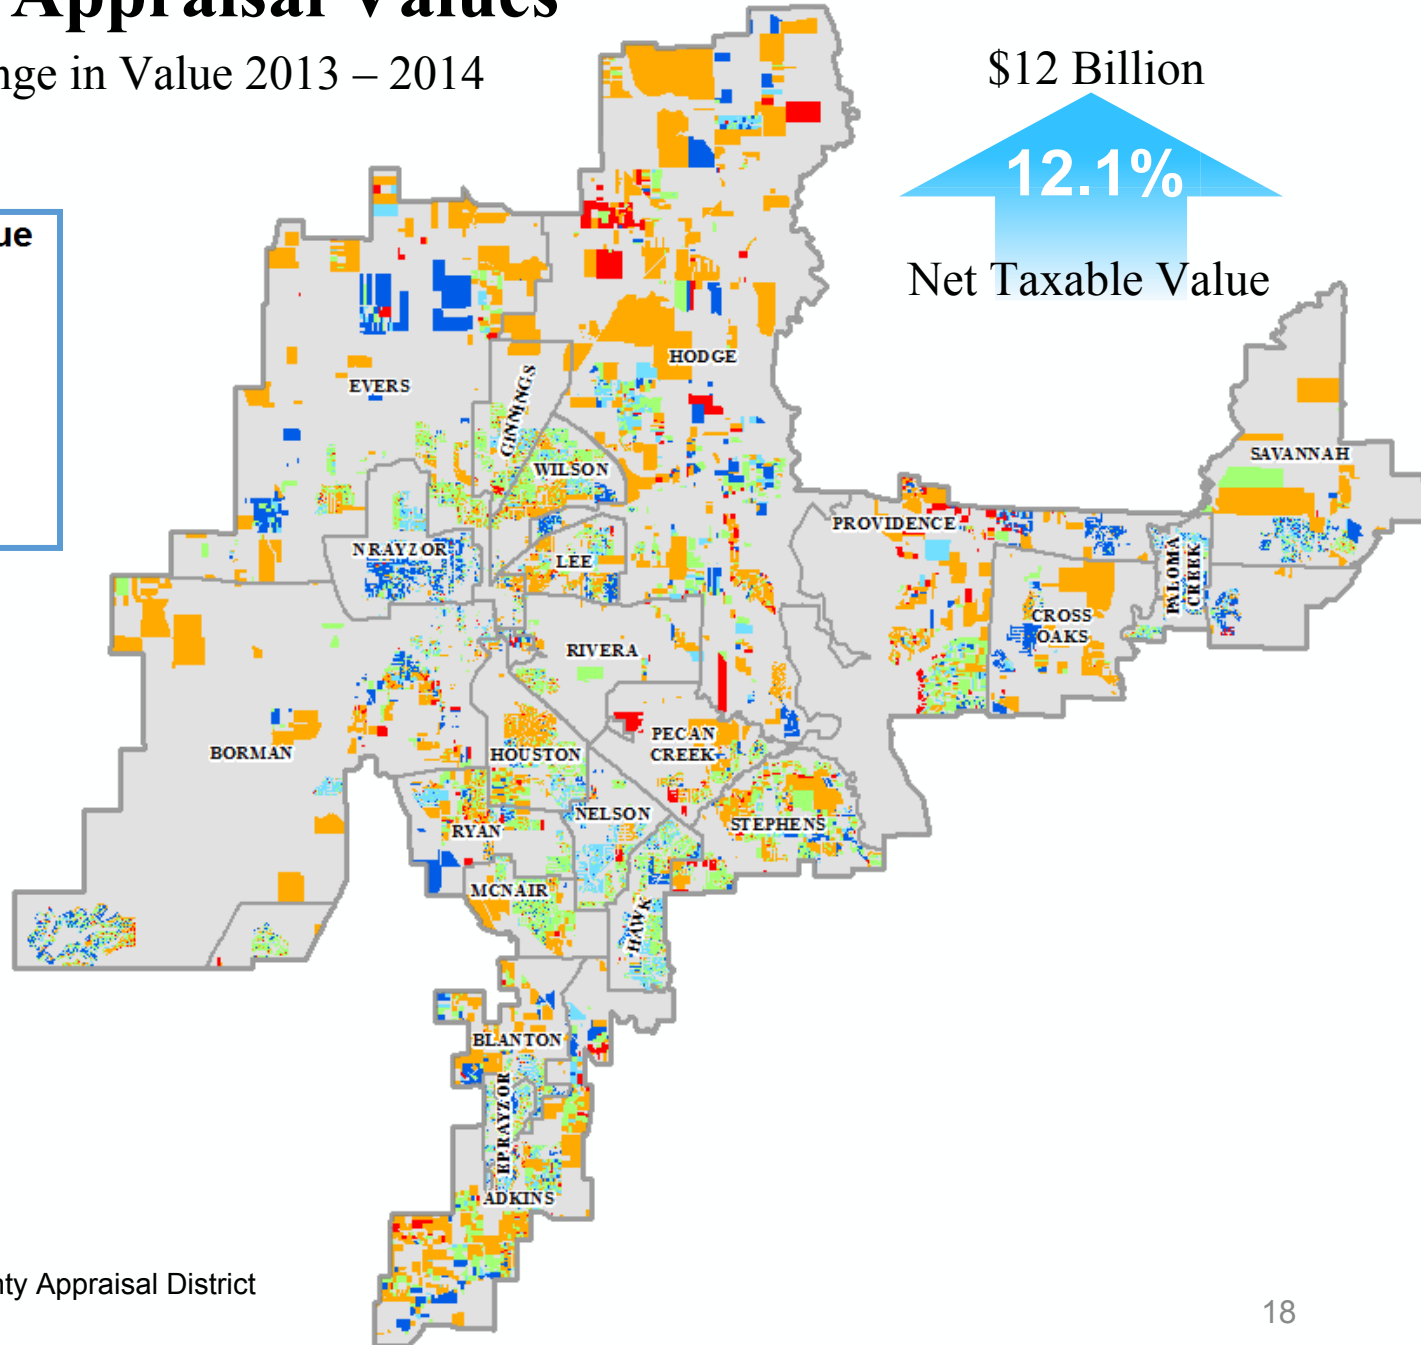 Appraisal Values
nge in Value 2013 – 2014
$12 Billion
12.1%
Net Taxable Value
ue
HODGE
EVERS
GINNINGS
WILSON
SAVANNAH
PROVIDENCE
N RAYZOR
LEE
PALOMA
CREEK
CROSS
OAKS
RIVERA
PECAN
CREEK
BORMAN
HOUSTON
NELSON
STEPHENS
RYAN
MCNAIR
HAWK
BLANTON
EP RAYZOR
ADKINS
nty Appraisal District
18